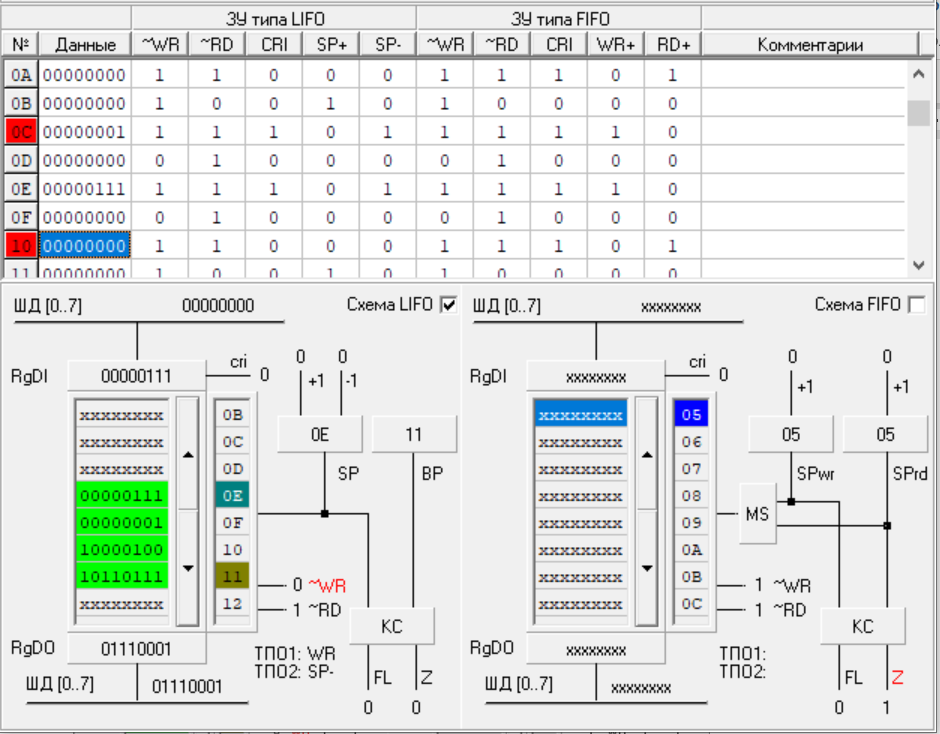 ЗУ типа LIFO ЗУ типа FIFO
№ Данные ~WR ~RD CRI SP+ SP- ~WR ~RD CRI WR+ RD+ Комментарии
0A 00000000 1 1 0 0 0 1 1 1 0 1
0B 00000000 1 0 0 1 0 1 0 0 0 0
0C 00000001 1 1 1 0 1 1 1 1 1 0
0D 00000000 0 1 0 0 0 0 1 0 0 0
0E 00000111 1 1 1 0 1 1 1 1 1 0
0F 00000000 0 1 0 0 0 0 1 0 0 0
10 00000000 1 1 0 0 0 1 1 1 0 1
11 00000000 1 0 0 1 0 1 0 0 0 0
ШД [0..7] 00000000 Схема LIFO
RgDI 00000111 cri 0 0 0
+1 -1
xxxxxxxx 0B
xxxxxxxx 0C 0E 11
xxxxxxxx 0D SP BP
00000111 0E
00000001 0F
10000100 10
10110111 11 0 ~WR
xxxxxxxx 12 1 ~RD
КС
RgDO 01110001 ТПО1: WR
ТПО2: SP-
FL Z
ШД [0..7] 01110001
0 0
ШД [0..7] xxxxxxxx Схема FIFO
RgDI xxxxxxxx cri 0 0 0
+1 +1
xxxxxxxx 05
xxxxxxxx 06 05 05
xxxxxxxx 07 SPwr SPrd
xxxxxxxx 08
xxxxxxxx 09 MS
xxxxxxxx 0A
xxxxxxxx 0B 1 ~WR
xxxxxxxx 0C 1 ~RD
КС
RgDO xxxxxxxx ТПО1:
ТПО2:
FL Z
ШД [0..7] xxxxxxxx
0 1